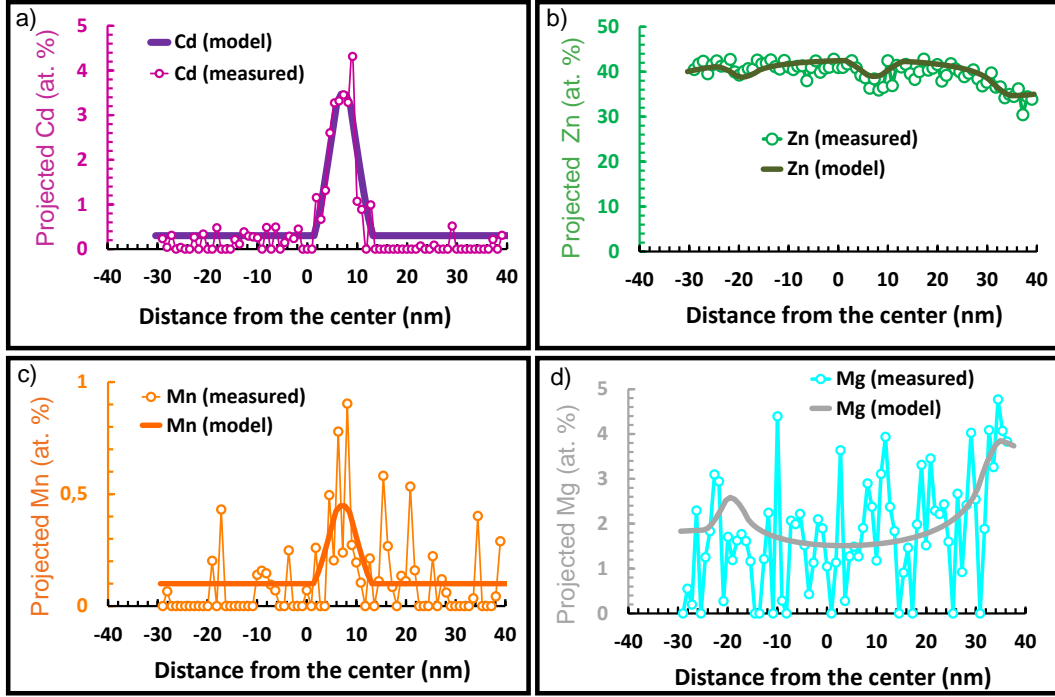 a)
Projected Cd (at. %)
5
4
3
2
1
0
Cd (model)
Cd (measured)
-40 -30 -20 -10 0 10 20 30 40
Distance from the center (nm)
b)
Projected Zn (at. %)
50
40
30
20
10
0
Zn (measured)
Zn (model)
-40 -30 -20 -10 0 10 20 30 40
Distance from the center (nm)
c)
Projected Mn (at. %)
1
0,5
0
Mn (measured)
Mn (model)
-40 -30 -20 -10 0 10 20 30 40
Distance from the center (nm)
d)
Projected Mg (at. %)
5
4
3
2
1
0
Mg (measured)
Mg (model)
-40 -30 -20 -10 0 10 20 30 40
Distance from the center (nm)